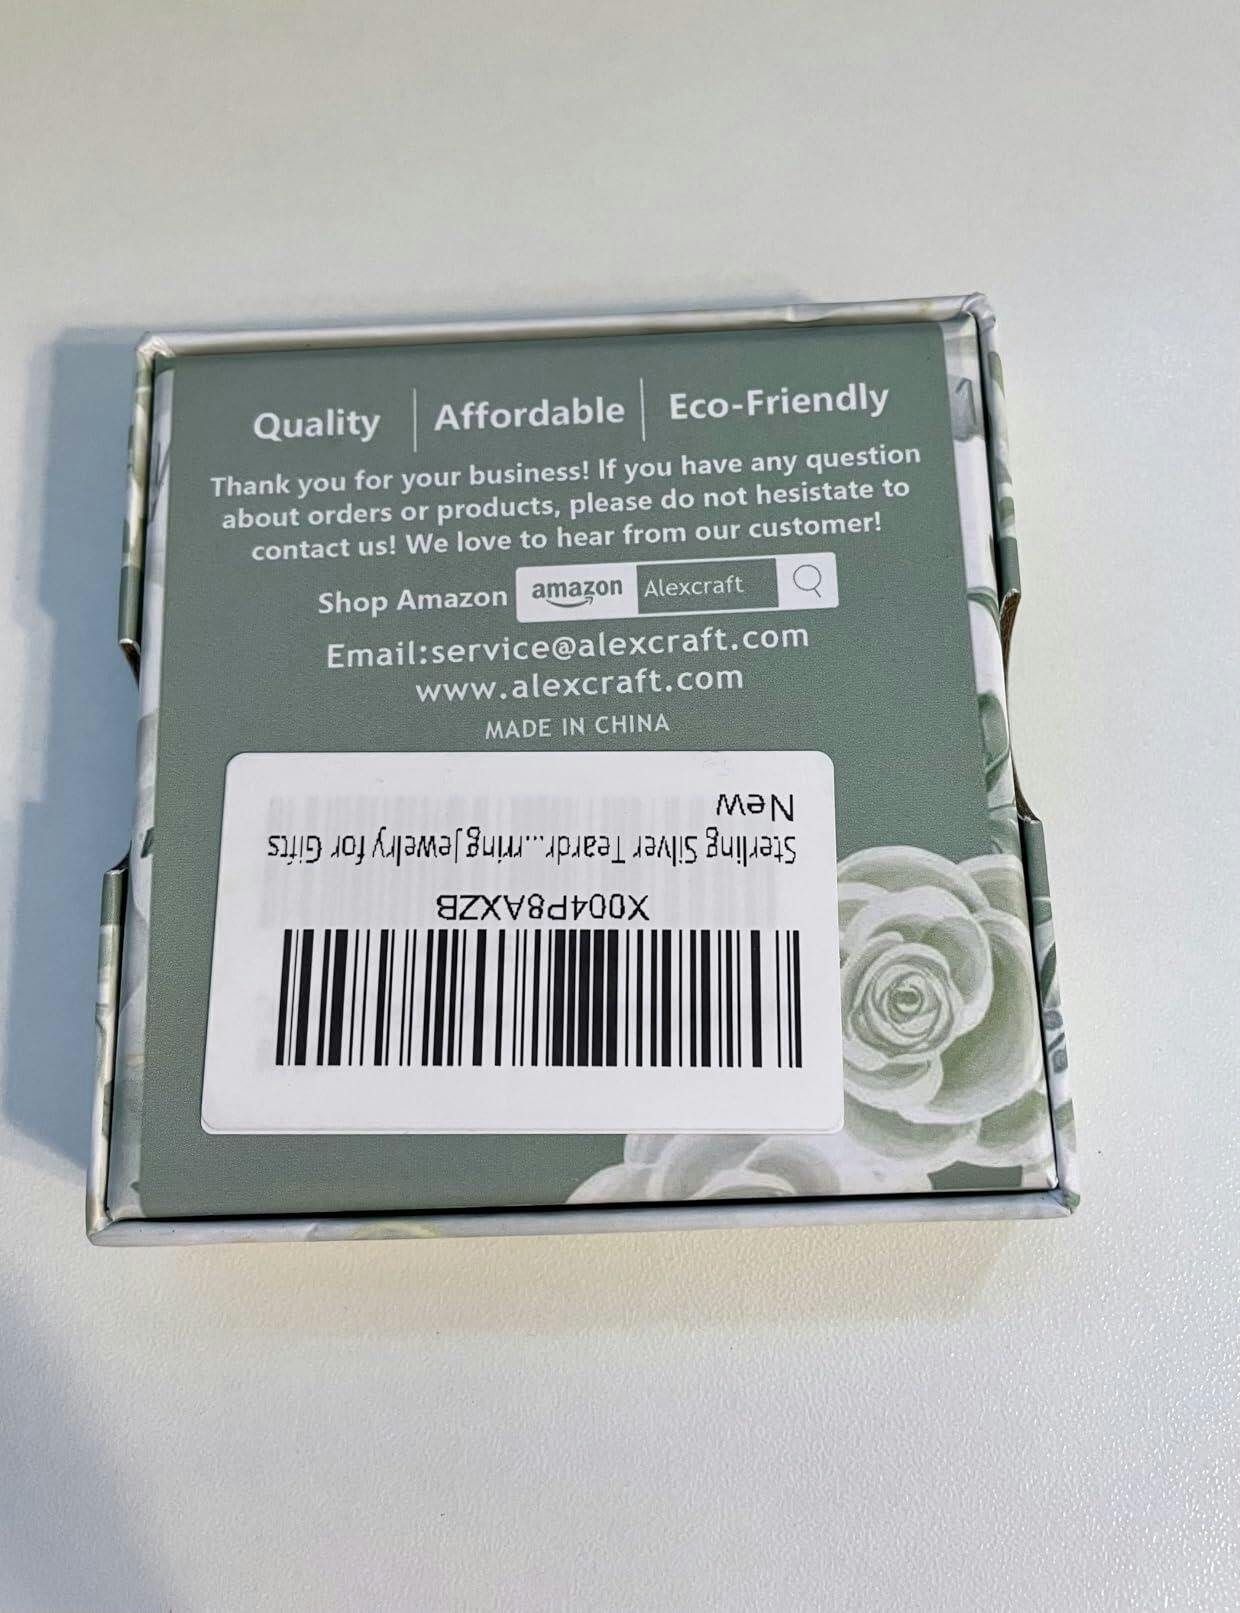 Quality | Affordable | Eco-Friendly
Thank you for your business! If you have any question
about orders or products, please do not hesistate to
contact us! We love to hear from our customer!
Shop Amazon amazon Alexcraft
Email:service@alexcraft.com
www.alexcraft.com
MADE IN CHINA
X004P8AXZB
Sterling Silver Teardr...rring Jewelry for Gifts
New